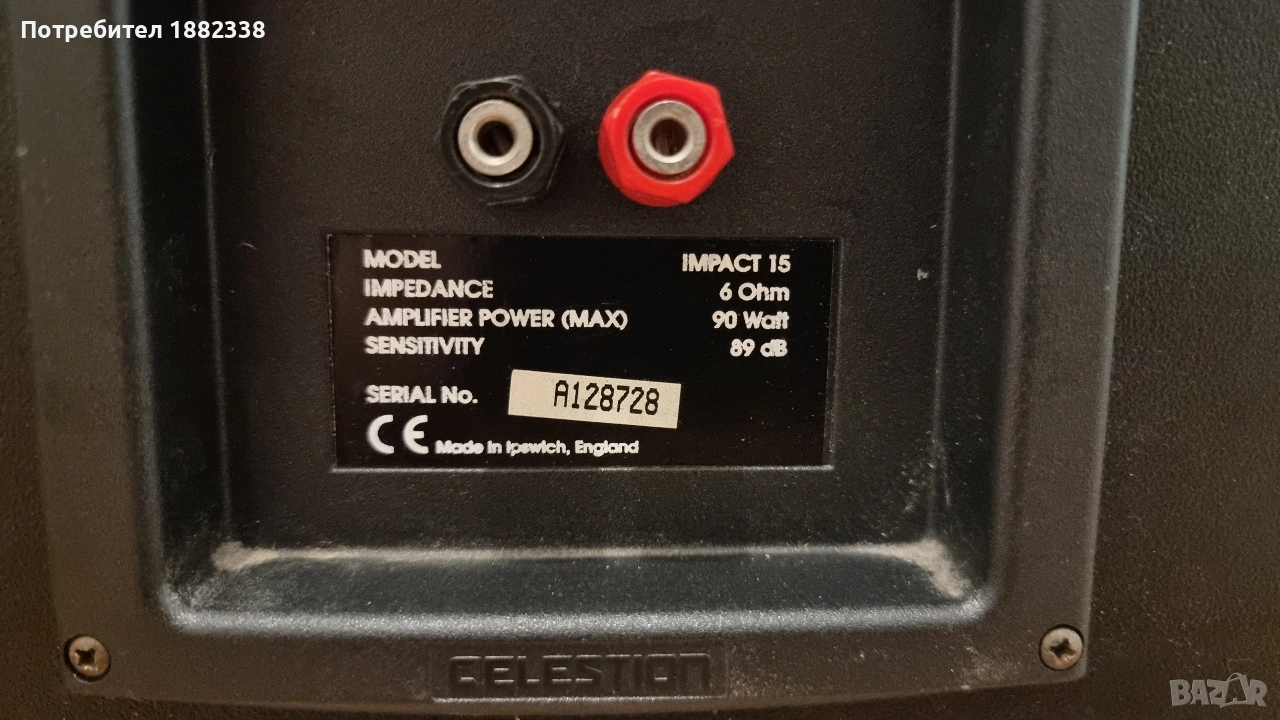 Потребител 1882338
MODEL IMPACT 15
IMPEDANCE 6 Ohm
AMPLIFIER POWER (MAX) 90 Watt
SENSITIVITY 89 dB
SERIAL No. A128728
CE Made in Ipswich, England
CELESTION
BAZAR